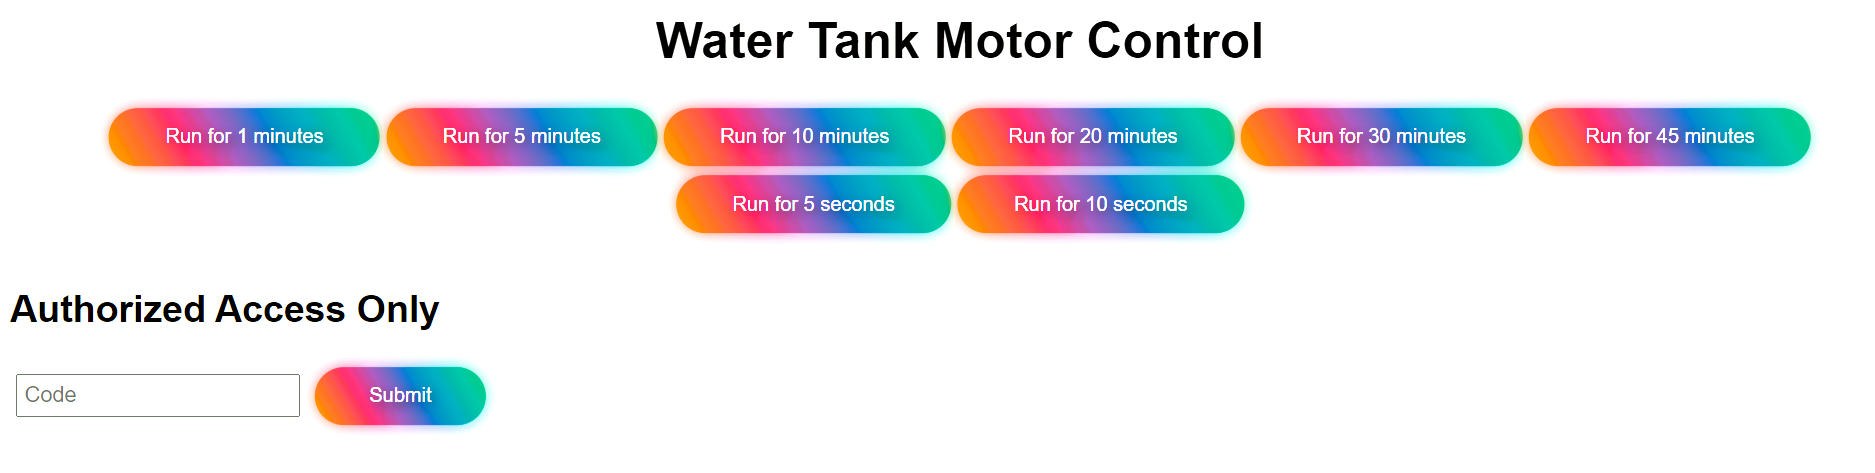 Water Tank Motor Control
Run for 1 minutes Run for 5 minutes Run for 10 minutes Run for 20 minutes Run for 30 minutes Run for 45 minutes
Run for 5 seconds Run for 10 seconds
Authorized Access Only
Code Submit